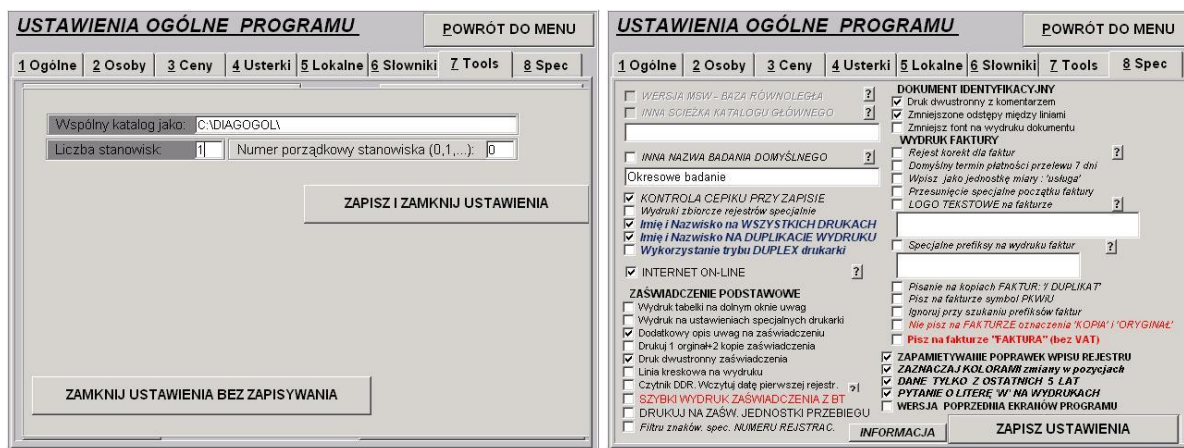 USTAWIENIA OGÓLNE PROGRAMU
POWRÓT DO MENU
1 Ogólne
2 Osoby
3 Ceny
4 Usterki
5 Lokalne
6 Slowniki
7 Tools
8 Spec
Wspólny katalog jako: C:\DIAGOGOL\
Liczba stanowisk: 1 Numer porządkowy stanowiska (0,1,...): 0
ZAPISZ I ZAMKNIJ USTAWIENIA
ZAMKNIJ USTAWIENIA BEZ ZAPISYWANIA
USTAWIENIA OGÓLNE PROGRAMU
POWRÓT DO MENU
1 Ogólne
2 Osoby
3 Ceny
4 Usterki
5 Lokalne
6 Slowniki
7 Tools
8 Spec
WERSJA MSW - BAZA RÓWNOLEGŁA ?
INNA SCIEŻKA KATALOGU GŁÓWNEGO ?
INNA NAZWA BADANIA DOMYŚLNEGO ?
Okresowe badanie
KONTROLA CEPIKU PRZY ZAPISIE
Wydruki zbiorcze rejestrów specjalnie
Imię i Nazwisko na WSZYSTKICH DRUKACH
Imię i Nazwisko NA DUPLIKACIE WYDRUKU
Wykorzystanie trybu DUPLEX drukarki
INTERNET ON-LINE ?
ZAŚWIADCZENIE PODSTAWOWE
Wydruk tabelki na dolnym oknie uwag
Wydruk na ustawieniach specjalnych drukarki
Dodatkowy opis uwag na zaświadczeniu
Drukuj 1 orginał+2 kopie zaświadczenia
Druk dwustronny zaświadczenia
Linia kreskowa na wydruku
Czytnik DDR. Wczytuj datę pierwszej rejestr. ?
SZYBKI WYDRUK ZAŚWIADCZENIA Z BT
DRUKUJ NA ZAŚW. JEDNOSTKI PRZEBIEGU
Filtru znaków. spec. NUMERU REJSTRAC.
DOKUMENT IDENTYFIKACYJNY
Druk dwustronny z komentarzem
Zmniejszone odstępy między liniami
Zmniejsz font na wydruku dokumentu
WYDRUK FAKTURY
Rejest korekt dla faktur ?
Domyślny termin płatności przelewu 7 dni
Wpisz jako jednostkę miary : 'usługa'
Przesunięcie specjalne początku faktury
LOGO TEKSTOWE na fakturze ?
Specjalne prefiksy na wydruku faktur ?
Pisanie na kopiach FAKTUR: '/ DUPLIKAT'
Pisz na fakturze symbol PKWiU
Ignoruj przy szukaniu prefiksów faktur
Nie pisz na FAKTURZE oznaczenia 'KOPIA' i 'ORYGINAŁ'
Pisz na fakturze "FAKTURA" (bez VAT)
ZAPAMIETYWANIE POPRAWEK WPISU REJESTRU
ZAZNACZAJ KOLORAMI zmiany w pozycjach
DANE TYLKO Z OSTATNICH 5 LAT
PYTANIE O LITERĘ 'W' NA WYDRUKACH
WERSJA POPRZEDNIA EKRANÓW PROGRAMU
INFORMACJA
ZAPISZ USTAWIENIA